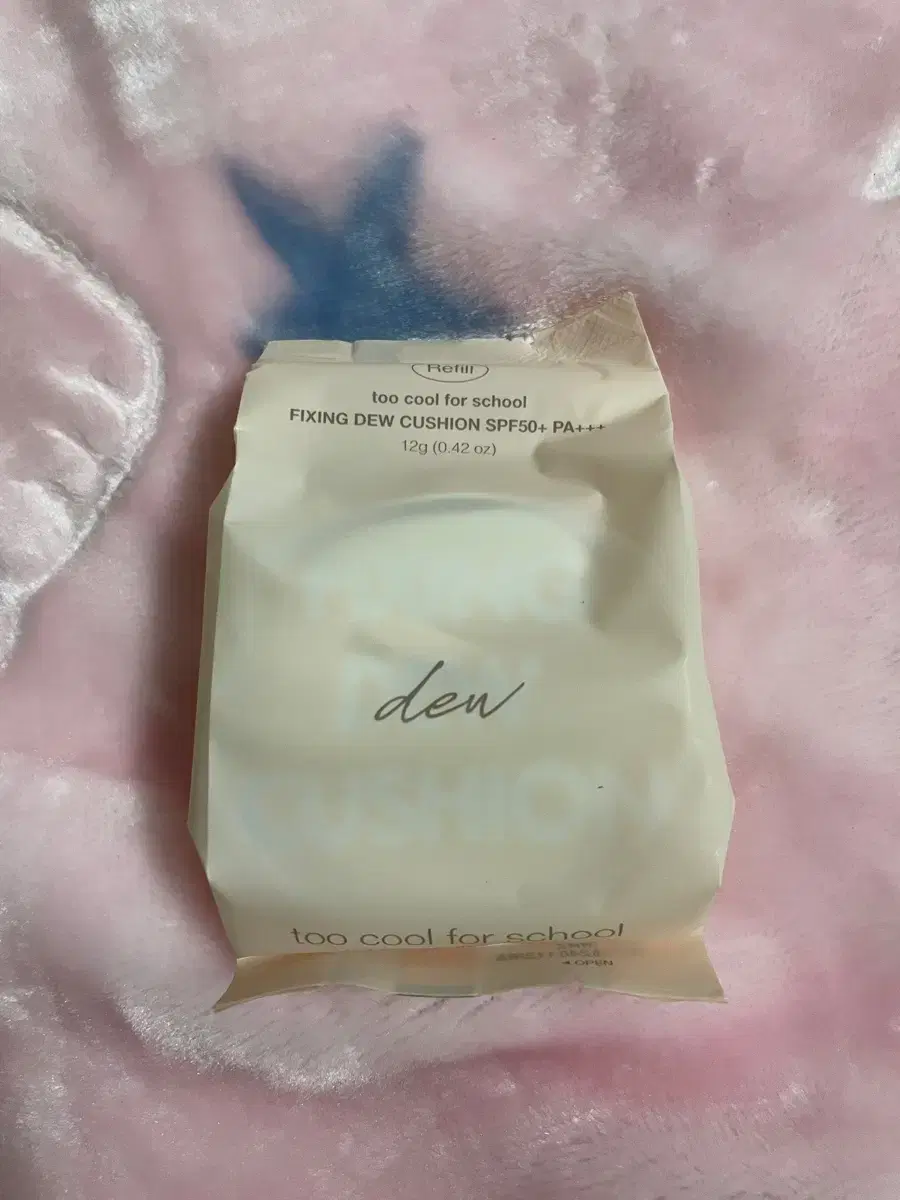 Refill
too cool for school
FIXING DEW CUSHION SPF50+ PA+++
12g (0.42 oz)
dew
CUSHION
too cool for school
◄ OPEN